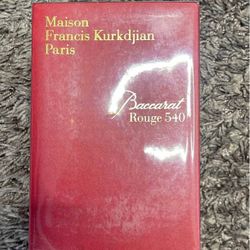 Maison
Francis Kurkdjian
Paris
Baccarat
Rouge 540